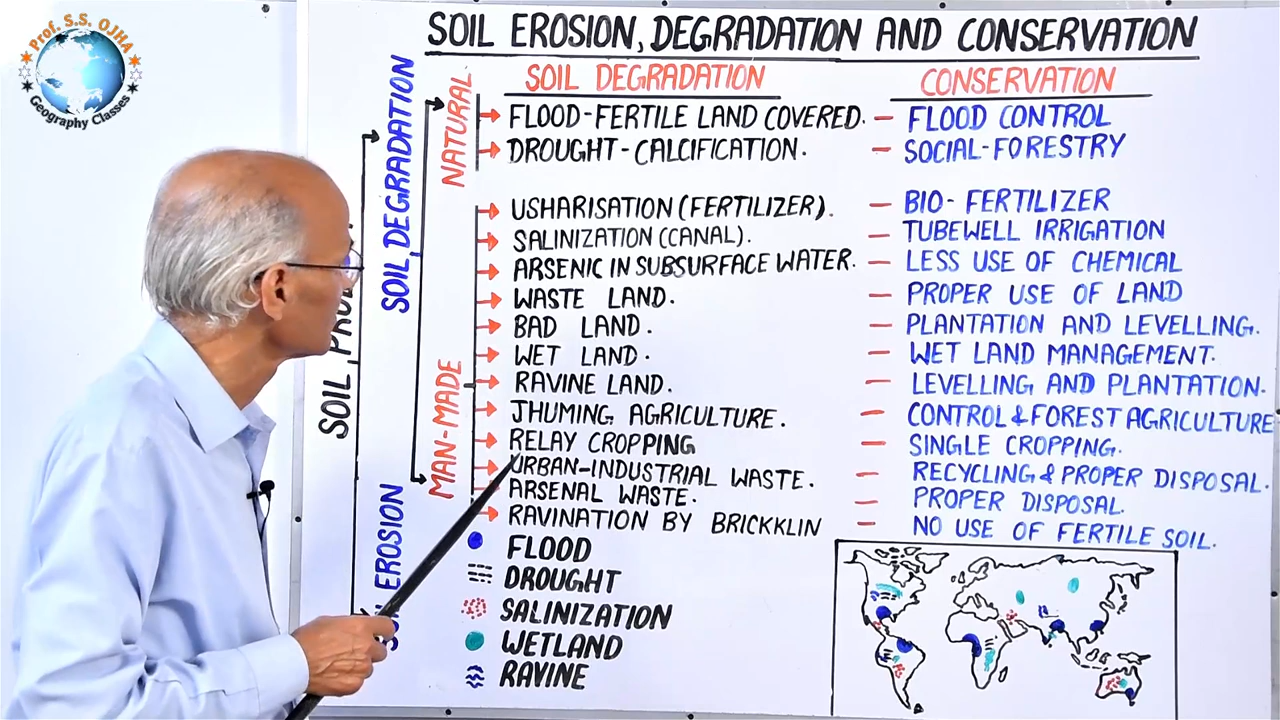 Prof. S.S. OJHA
Geography Classes
SOIL EROSION, DEGRADATION AND CONSERVATION
SOIL DEGRADATION
CONSERVATION
SOIL
SOIL DEGRADATION
EROSION
NATURAL
FLOOD-FERTILE LAND COVERED. — FLOOD CONTROL
DROUGHT-CALCIFICATION. — SOCIAL-FORESTRY
MAN-MADE
USHARISATION (FERTILIZER). — BIO-FERTILIZER
SALINIZATION (CANAL). — TUBEWELL IRRIGATION
ARSENIC IN SUBSURFACE WATER. — LESS USE OF CHEMICAL
WASTE LAND. — PROPER USE OF LAND
BAD LAND. — PLANTATION AND LEVELLING.
WET LAND. — WET LAND MANAGEMENT.
RAVINE LAND. — LEVELLING AND PLANTATION.
JHUMING AGRICULTURE. — CONTROL & FOREST AGRICULTURE
RELAY CROPPING — SINGLE CROPPING.
URBAN-INDUSTRIAL WASTE. — RECYCLING & PROPER DISPOSAL.
ARSENAL WASTE. — PROPER DISPOSAL.
RAVINATION BY BRICKKLIN — NO USE OF FERTILE SOIL.
FLOOD
DROUGHT
SALINIZATION
WETLAND
RAVINE